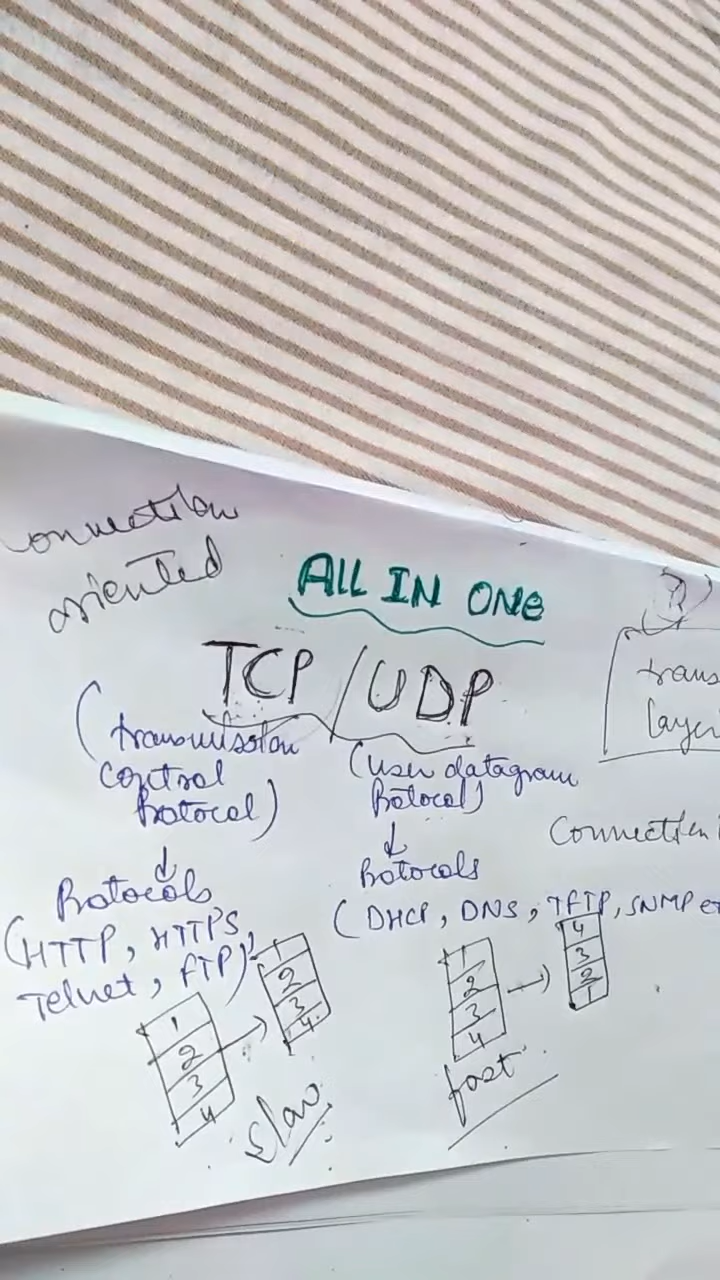 Connection
oriented
ALL IN ONE
TCP/UDP
(Transmission
Control
Protocol)
(User datagram
Protocol)
trans
layer
Connection
↓
Protocols
(HTTP, HTTPS,
Telnet, FTP)
↓
Protocols
(DHCP, DNS, TFTP, SNMP et
1
2
3
4
→
1
2
3
4
slow
1
2
3
4
→
4
3
2
1
fast